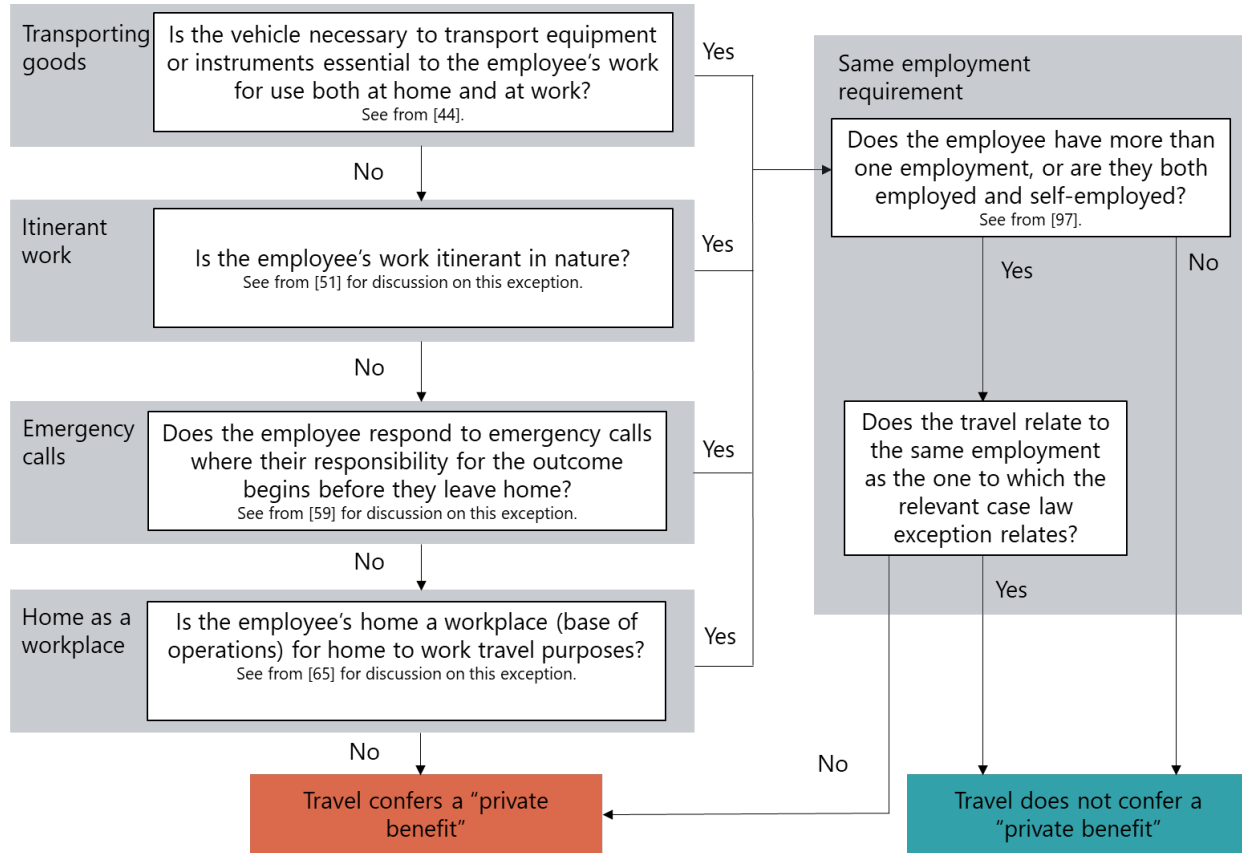 Transporting
goods
Is the vehicle necessary to transport equipment
or instruments essential to the employee’s work
for use both at home and at work?
See from [44].
Yes
No
Itinerant
work
Is the employee’s work itinerant in nature?
See from [51] for discussion on this exception.
Yes
No
Emergency
calls
Does the employee respond to emergency calls
where their responsibility for the outcome
begins before they leave home?
See from [59] for discussion on this exception.
Yes
No
Home as a
workplace
Is the employee’s home a workplace (base of
operations) for home to work travel purposes?
See from [65] for discussion on this exception.
Yes
No
Travel confers a “private
benefit”
Same employment
requirement
Does the employee have more than
one employment, or are they both
employed and self-employed?
See from [97].
Yes
No
Does the travel relate to
the same employment
as the one to which the
relevant case law
exception relates?
Yes
No
Travel does not confer a
“private benefit”